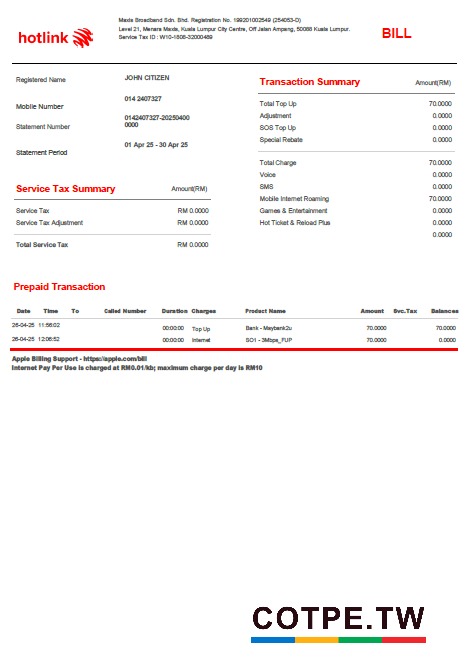 hotlink
Maxis Broadband Sdn. Bhd. Registration No. 199201002549 (254053-D)
Level 21, Menara Maxis, Kuala Lumpur City Centre, Off Jalan Ampang, 50088 Kuala Lumpur.
Service Tax ID : W10-1808-32000489
BILL
Registered Name JOHN CITIZEN
Mobile Number 014 2407327
Statement Number 0142407327-20250400
0000
Statement Period 01 Apr 25 - 30 Apr 25
Transaction Summary Amount(RM)
Total Top Up 70.0000
Adjustment 0.0000
SOS Top Up 0.0000
Special Rebate 0.0000
Total Charge 70.0000
Voice 0.0000
SMS 0.0000
Mobile Internet Roaming 70.0000
Games & Entertainment 0.0000
Hot Ticket & Reload Plus 0.0000
0.0000
Service Tax Summary Amount(RM)
Service Tax RM 0.0000
Service Tax Adjustment RM 0.0000
Total Service Tax RM 0.0000
Prepaid Transaction
Date Time To Called Number Duration Charges Product Name Amount Svc.Tax Balances
26-04-25 11:56:02 00:00:00 Top Up Bank - Maybank2u 70.0000 70.0000
26-04-25 12:06:52 00:00:00 Internet SO1 - 3Mbps_FUP 70.0000 0.0000
Apple Billing Support - https://apple.com/bill
Internet Pay Per Use is charged at RM0.01/kb; maximum charge per day is RM10
COTPE.TW